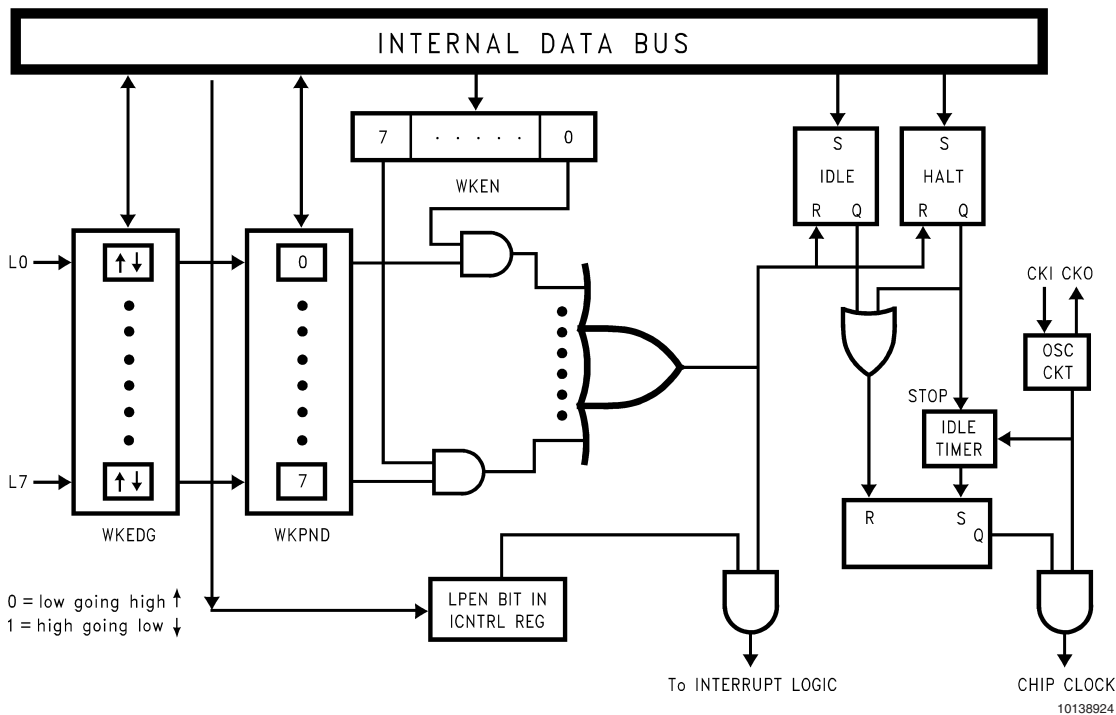 INTERNAL DATA BUS
7 . . . . . 0
WKEN
S
IDLE
R Q
S
HALT
R Q
L0
0
CKI CKO
OSC
CKT
STOP
IDLE
TIMER
L7
7
WKEDG
WKPND
R S
Q
0 = low going high
1 = high going low
LPEN BIT IN
ICNTRL REG
To INTERRUPT LOGIC
CHIP CLOCK
10138924